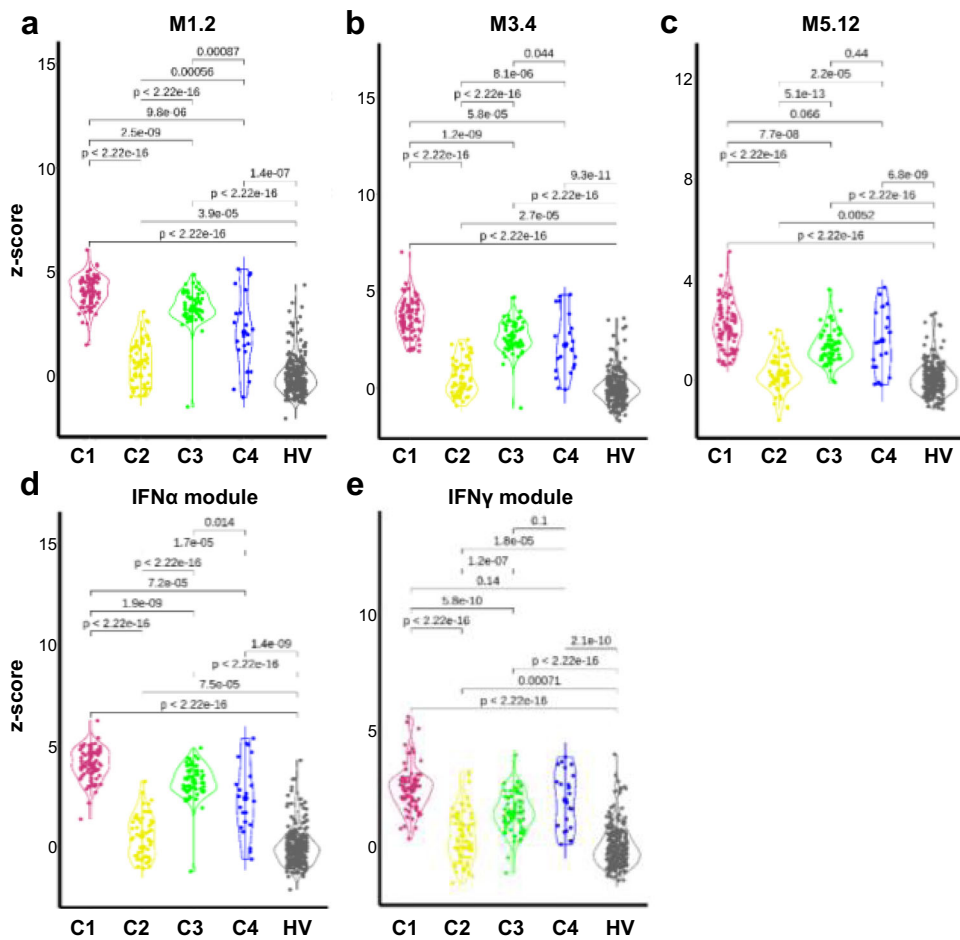 a
M1.2
z-score
15
10
5
0
0.00087
0.00056
p < 2.22e-16
9.8e-06
2.5e-09
p < 2.22e-16
1.4e-07
p < 2.22e-16
3.9e-05
p < 2.22e-16
C1 C2 C3 C4 HV
b
M3.4
15
10
5
0
0.044
8.1e-06
p < 2.22e-16
5.8e-05
1.2e-09
p < 2.22e-16
9.3e-11
p < 2.22e-16
2.7e-05
p < 2.22e-16
C1 C2 C3 C4 HV
c
M5.12
12
8
4
0
0.44
2.2e-05
5.1e-13
0.066
7.7e-08
p < 2.22e-16
6.8e-09
p < 2.22e-16
0.0052
p < 2.22e-16
C1 C2 C3 C4 HV
d
IFNα module
z-score
15
10
5
0
0.014
1.7e-05
p < 2.22e-16
7.2e-05
1.9e-09
p < 2.22e-16
1.4e-09
p < 2.22e-16
7.5e-05
p < 2.22e-16
C1 C2 C3 C4 HV
e
IFNγ module
10
5
0
0.1
1.8e-05
1.2e-07
0.14
5.8e-10
p < 2.22e-16
2.1e-10
p < 2.22e-16
0.00071
p < 2.22e-16
C1 C2 C3 C4 HV